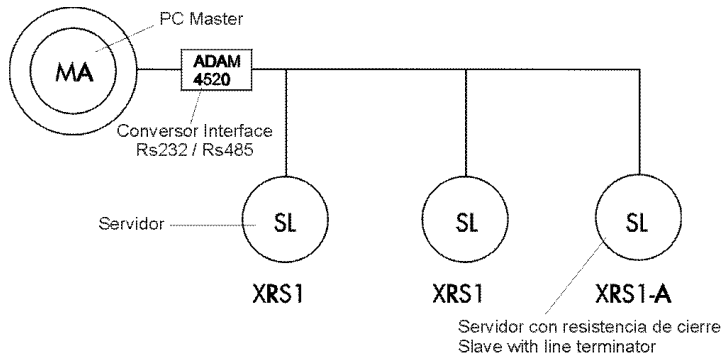 PC Master
MA
ADAM
4520
Conversor Interface
Rs232 / Rs485
Servidor
SL
SL
SL
XRS1
XRS1
XRS1-A
Servidor con resistencia de cierre
Slave with line terminator